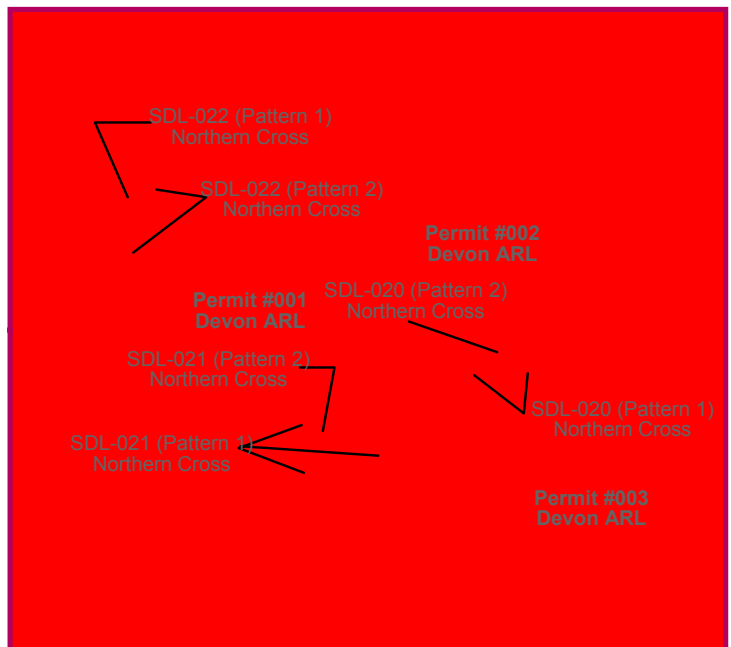 SDL-022 (Pattern 1)
Northern Cross
SDL-022 (Pattern 2)
Northern Cross
Permit #002
Devon ARL
SDL-020 (Pattern 2)
Northern Cross
Permit #001
Devon ARL
SDL-021 (Pattern 2)
Northern Cross
SDL-020 (Pattern 1)
Northern Cross
SDL-021 (Pattern 1)
Northern Cross
Permit #003
Devon ARL